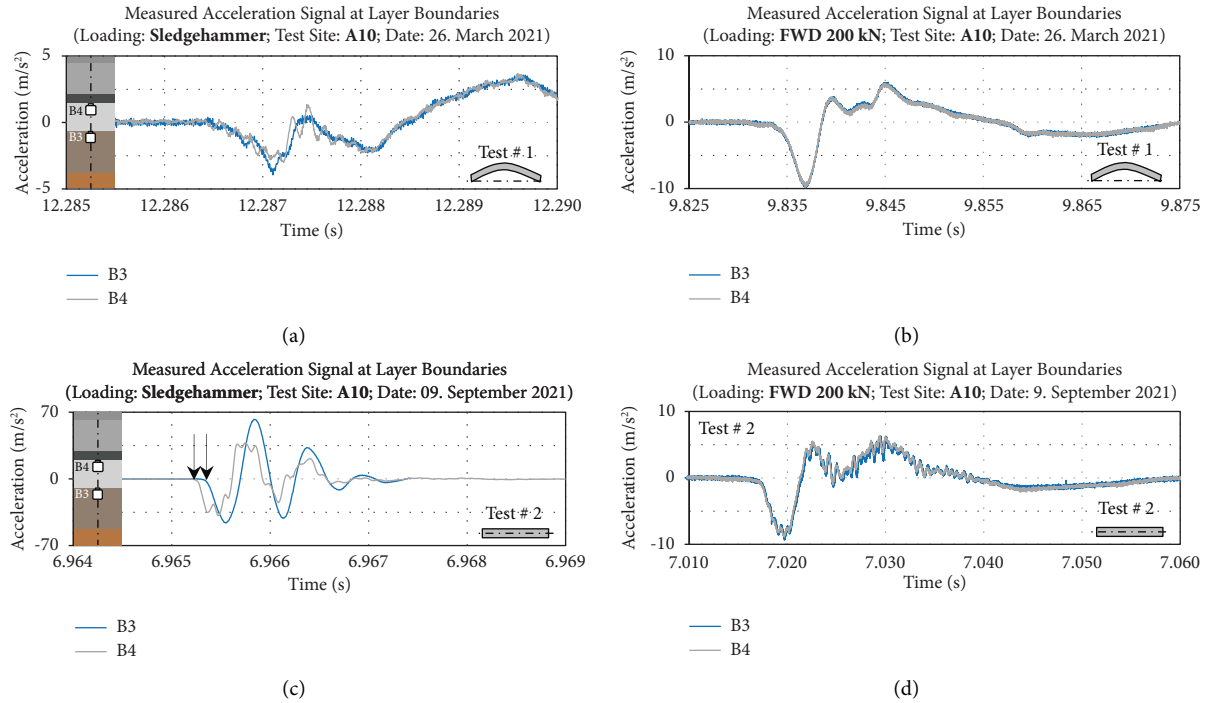 Measured Acceleration Signal at Layer Boundaries
(Loading: Sledgehammer; Test Site: A10; Date: 26. March 2021)
Acceleration (m/s²)
5
0
-5
B4
B3
Test # 1
12.285
12.286
12.287
12.288
12.289
12.290
Time (s)
B3
B4
(a)
Measured Acceleration Signal at Layer Boundaries
(Loading: FWD 200 kN; Test Site: A10; Date: 26. March 2021)
Acceleration (m/s²)
10
0
-10
Test # 1
9.825
9.837
9.845
9.855
9.865
9.875
Time (s)
B3
B4
(b)
Measured Acceleration Signal at Layer Boundaries
(Loading: Sledgehammer; Test Site: A10; Date: 09. September 2021)
Acceleration (m/s²)
70
0
-70
B4
B3
Test # 2
6.964
6.965
6.966
6.967
6.968
6.969
Time (s)
B3
B4
(c)
Measured Acceleration Signal at Layer Boundaries
(Loading: FWD 200 kN; Test Site: A10; Date: 9. September 2021)
Acceleration (m/s²)
10
0
-10
Test # 2
Test # 2
7.010
7.020
7.030
7.040
7.050
7.060
Time (s)
B3
B4
(d)